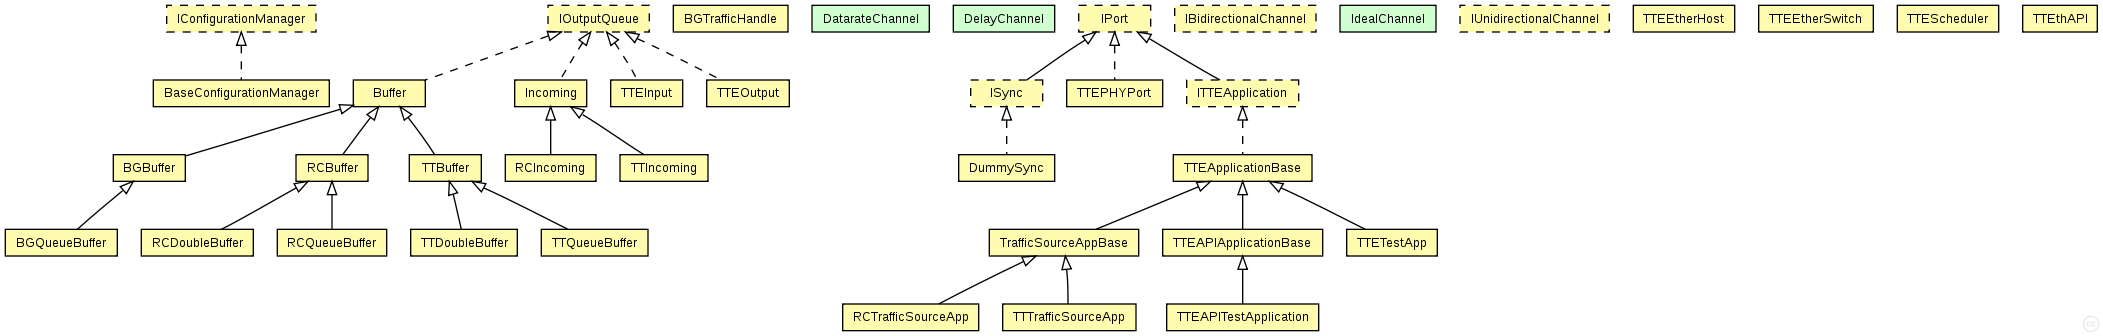 IConfigurationManager
IOutputQueue
BGTrafficHandle
DatarateChannel
DelayChannel
IPort
IBidirectionalChannel
IdealChannel
IUnidirectionalChannel
TTEEtherHost
TTEEtherSwitch
TTEScheduler
TTEthAPI
BaseConfigurationManager
Buffer
Incoming
TTEInput
TTEOutput
ISync
TTEPHYPort
ITTEApplication
BGBuffer
RCBuffer
TTBuffer
RCIncoming
TTIncoming
DummySync
TTEApplicationBase
BGQueueBuffer
RCDoubleBuffer
RCQueueBuffer
TTDoubleBuffer
TTQueueBuffer
TrafficSourceAppBase
TTEAPIApplicationBase
TTETestApp
RCTrafficSourceApp
TTTrafficSourceApp
TTEAPITestApplication
cc